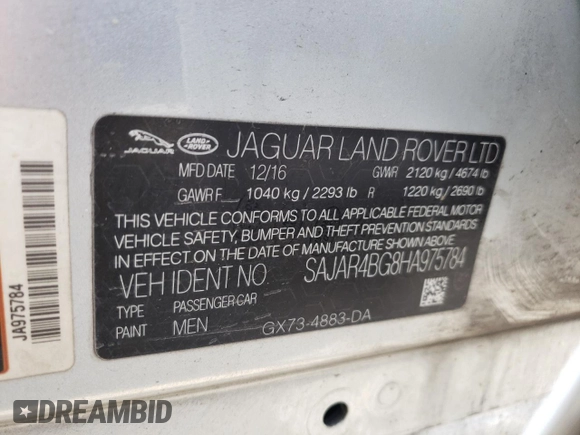 JAGUAR
LAND ROVER
JAGUAR LAND ROVER LTD
MFD DATE 12/16 GVWR 2120 kg / 4674 lb
GAWR F 1040 kg / 2293 lb R 1220 kg / 2690 lb
THIS VEHICLE CONFORMS TO ALL APPLICABLE FEDERAL MOTOR
VEHICLE SAFETY, BUMPER AND THEFT PREVENTION STANDARDS
IN EFFECT ON THE DATE OF MANUFACTURE SHOWN ABOVE.
VEH IDENT NO. SAJAR4BG8HA975784
TYPE PASSENGER CAR
PAINT MEN GX73-4883-DA
JA975784
DREAMBID